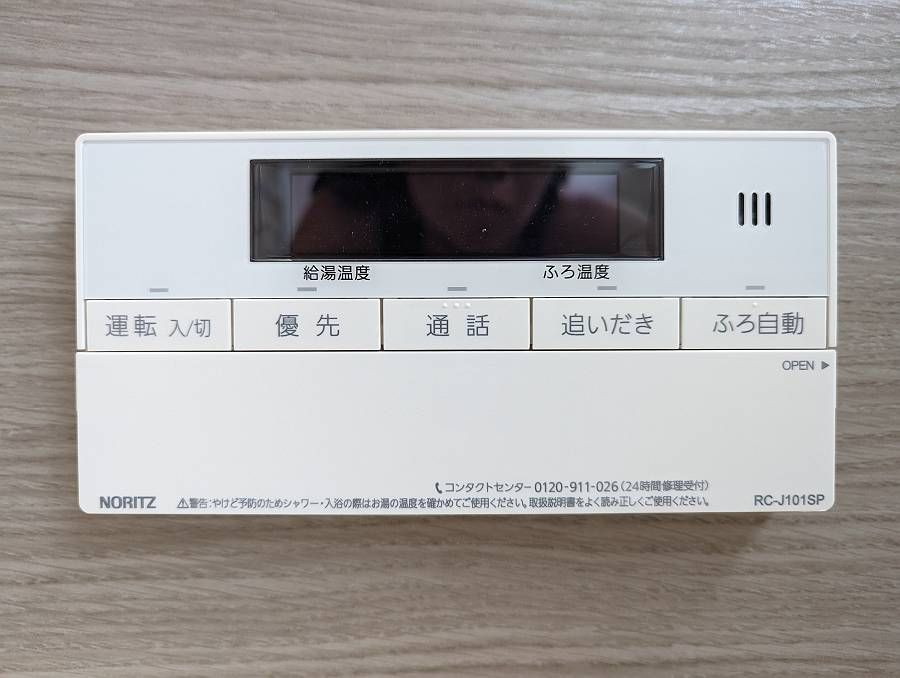 給湯温度 ふろ温度
運転 入/切 優先 通話 追いだき ふろ自動
OPEN ▶
コンタクトセンター 0120-911-026 (24時間修理受付)
NORITZ ⚠警告:やけど予防のためシャワー・入浴の際はお湯の温度を確かめてご使用ください。取扱説明書をよく読み正しくご使用ください。 RC-J101SP